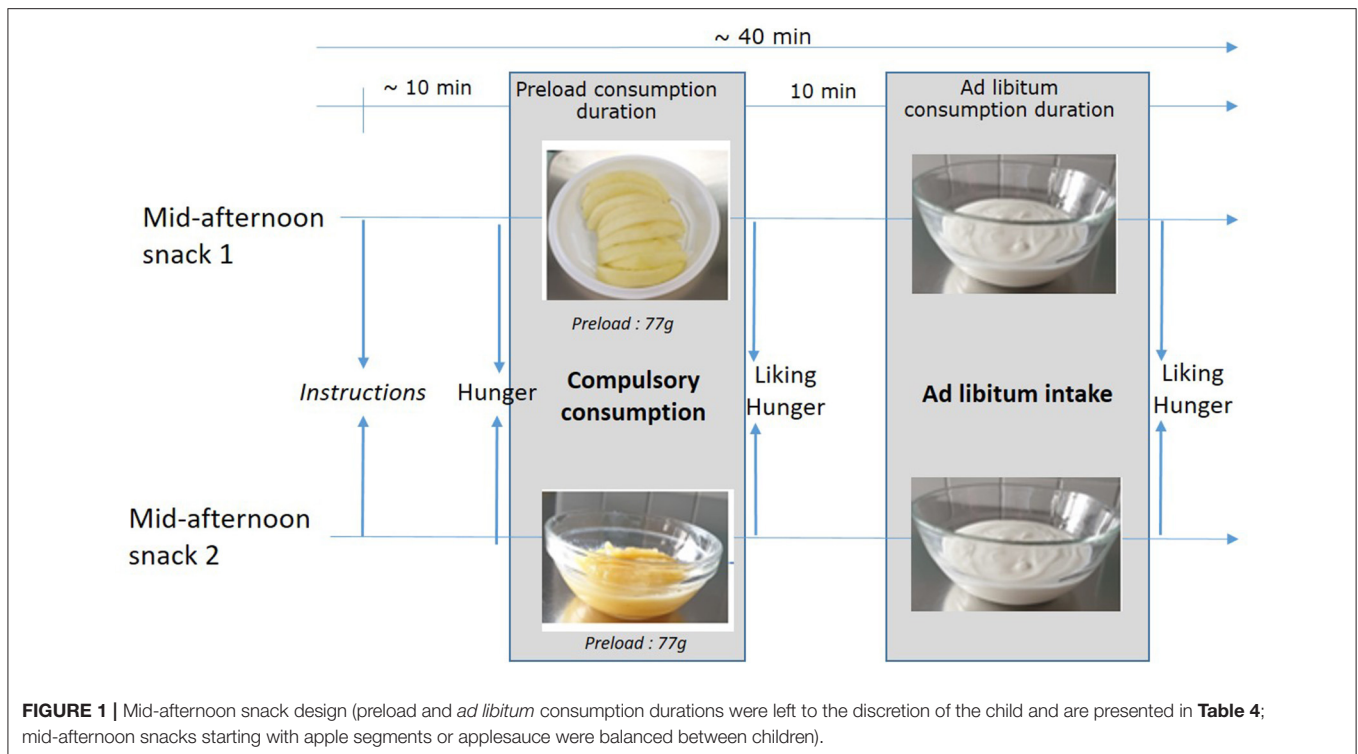 ~ 40 min
~ 10 min
Preload consumption
duration
10 min
Ad libitum
consumption duration
Mid-afternoon
snack 1
Preload : 77g
Instructions
Hunger
Compulsory
consumption
Liking
Hunger
Ad libitum intake
Liking
Hunger
Mid-afternoon
snack 2
Preload : 77g
FIGURE 1 | Mid-afternoon snack design (preload and ad libitum consumption durations were left to the discretion of the child and are presented in Table 4;
mid-afternoon snacks starting with apple segments or applesauce were balanced between children).